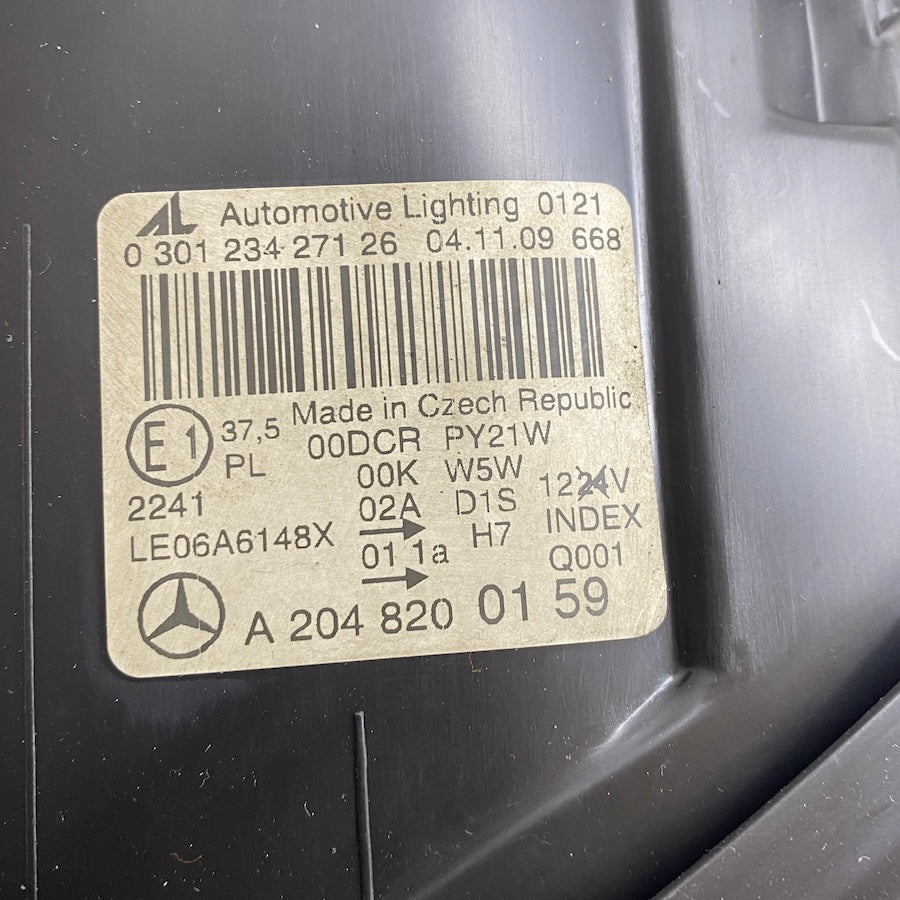 AL Automotive Lighting 0121
0 301 234 271 26 04.11.09 668
Made in Czech Republic
E1 37,5 00DCR PY21W
PL 00K W5W 1224V
2241 02A D1S INDEX
LE06A6148X 01 1a H7 Q001
A 204 820 01 59